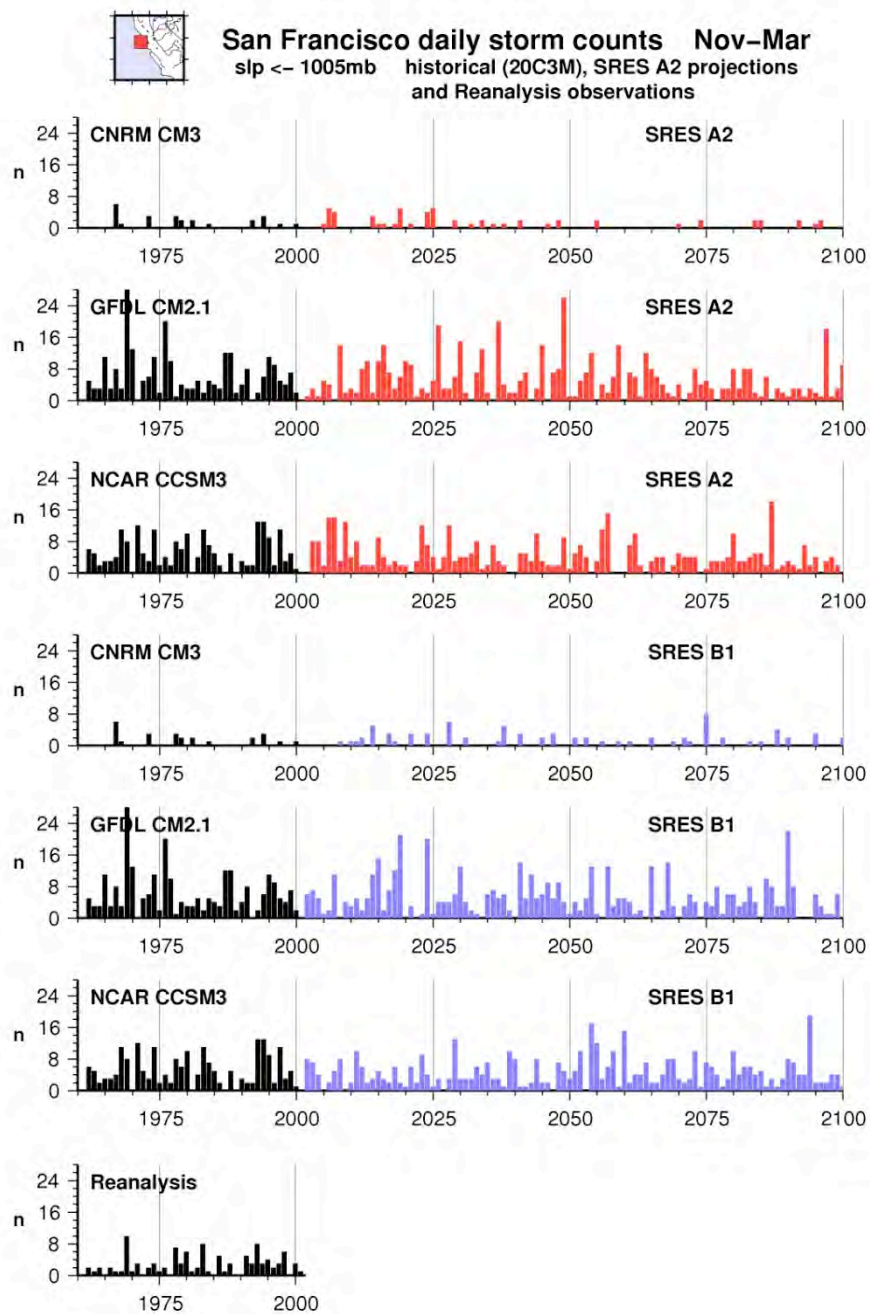 San Francisco daily storm counts Nov–Mar
slp <– 1005mb historical (20C3M), SRES A2 projections
and Reanalysis observations
CNRM CM3 SRES A2
24
16
n
8
0
1975 2000 2025 2050 2075 2100
GFDL CM2.1 SRES A2
24
16
n
8
0
1975 2000 2025 2050 2075 2100
NCAR CCSM3 SRES A2
24
16
n
8
0
1975 2000 2025 2050 2075 2100
CNRM CM3 SRES B1
24
16
n
8
0
1975 2000 2025 2050 2075 2100
GFDL CM2.1 SRES B1
24
16
n
8
0
1975 2000 2025 2050 2075 2100
NCAR CCSM3 SRES B1
24
16
n
8
0
1975 2000 2025 2050 2075 2100
Reanalysis
24
16
n
8
0
1975 2000